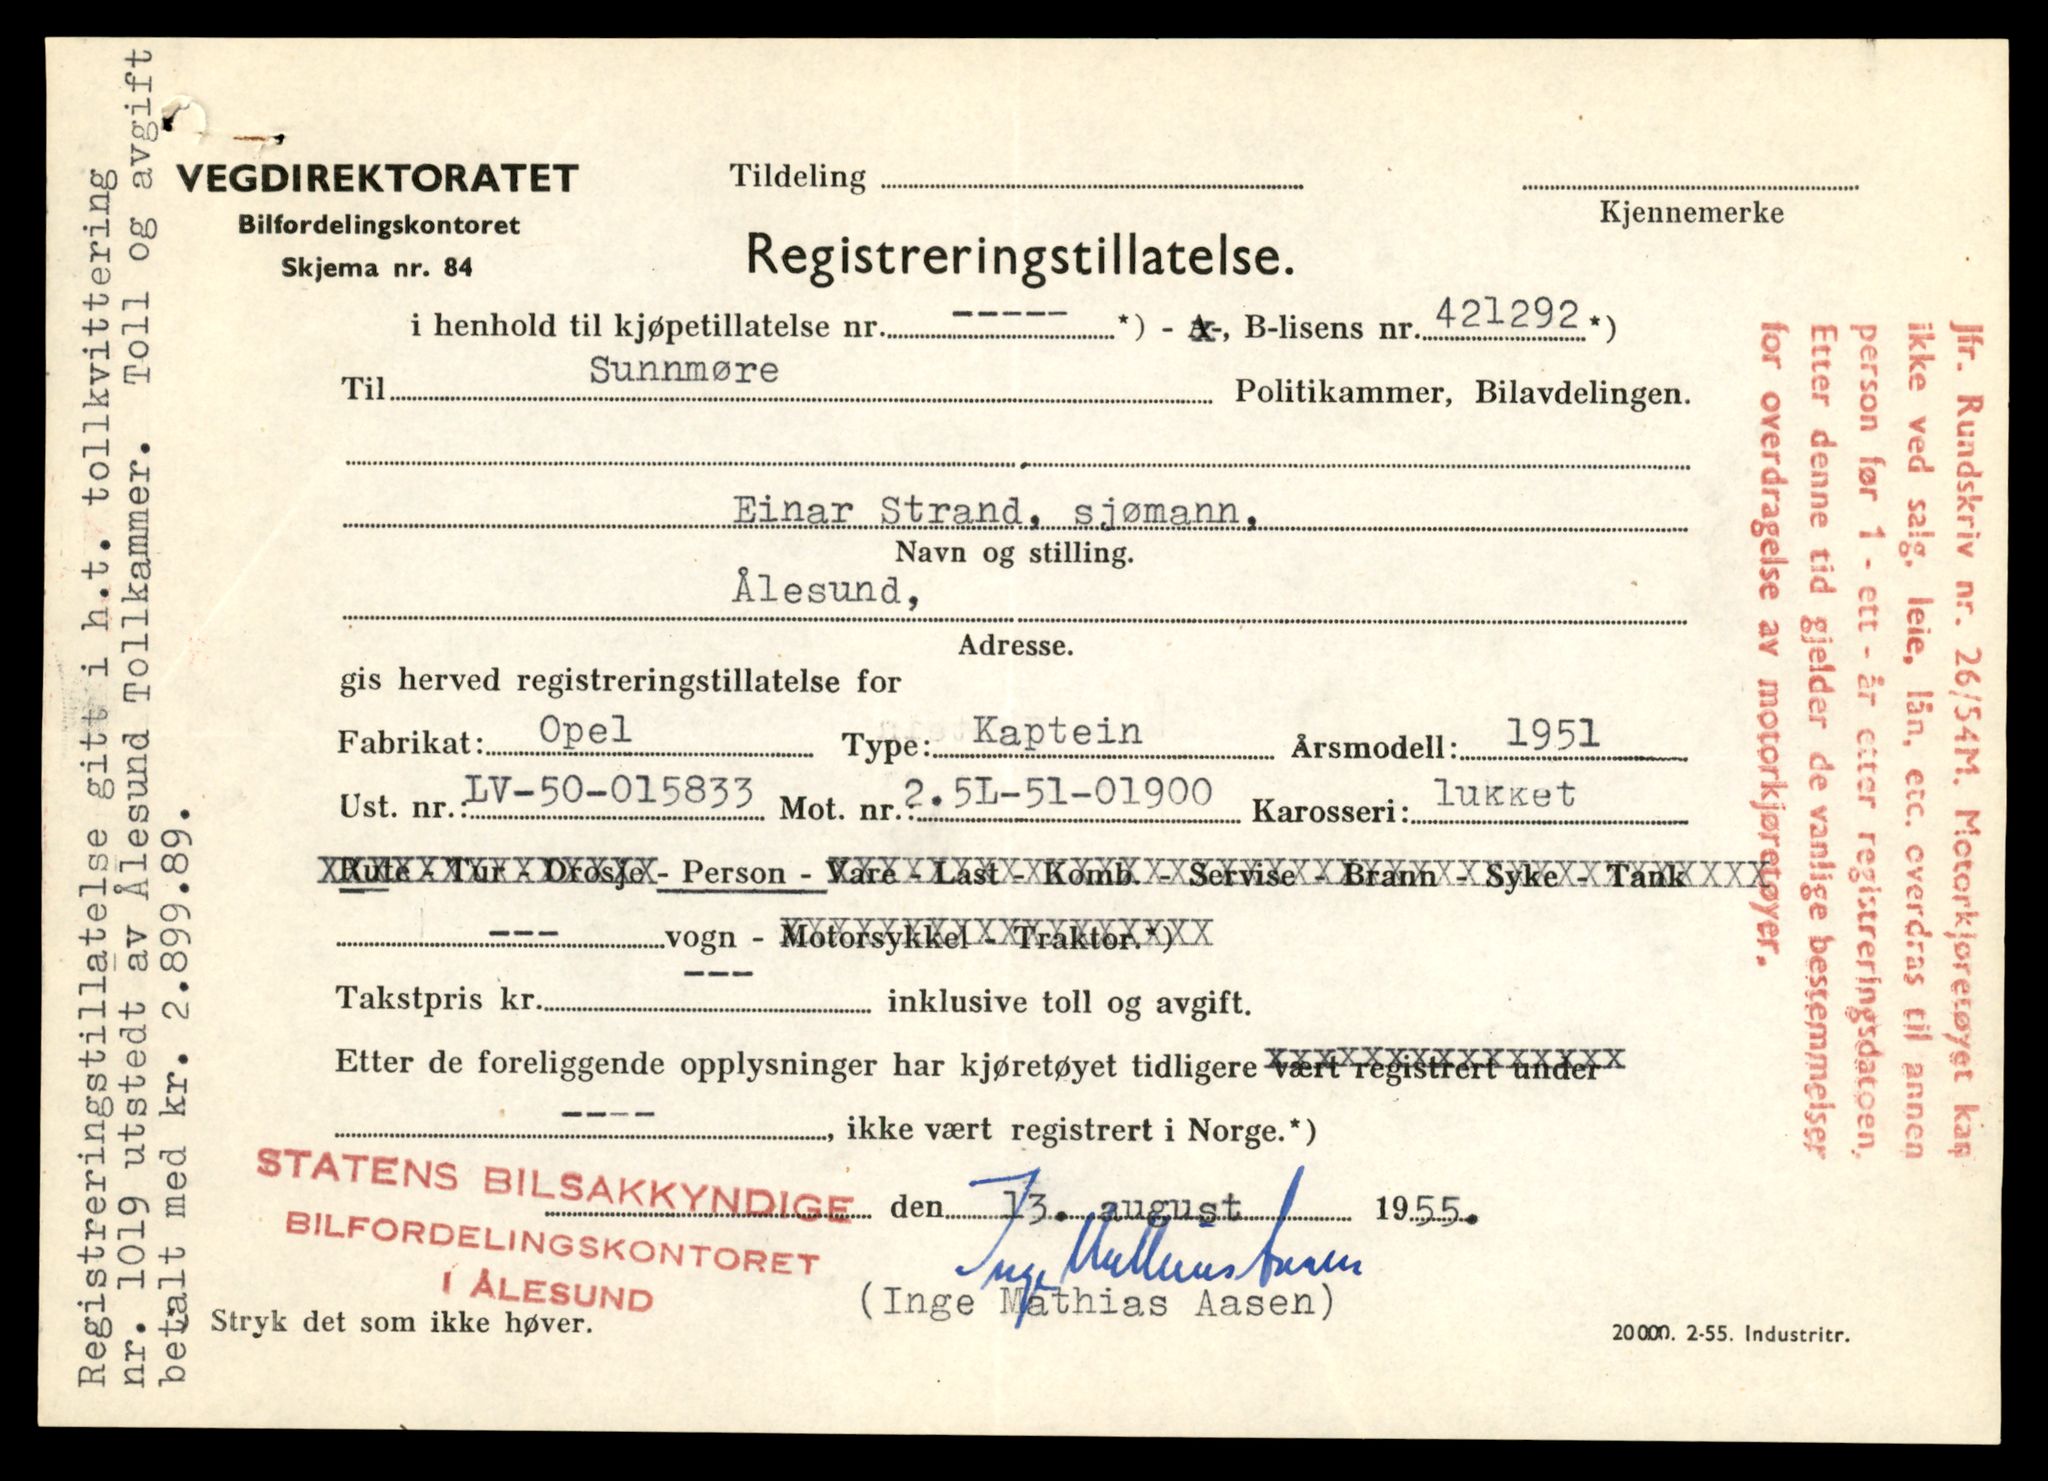 VEGDIREKTORATET
Bilfordelingskontoret
Skjema nr. 84
Tildeling
Kjennemerke
Registreringstillatelse.
i henhold til kjøpetillatelse nr. ----- *) - A-, B-lisens nr. 421292 *)
Til Sunnmøre Politikammer, Bilavdelingen.
Einar Strand, sjømann,
Navn og stilling.
Ålesund,
Adresse.
gis herved registreringstillatelse for
Fabrikat: Opel Type: Kaptein Årsmodell: 1951
Ust. nr.: LV-50-015833 Mot. nr.: 2.5L-51-01900 Karosseri: lukket
Rute - Tur - Drosje - Person - Vare - Last - Komb. - Servise - Brann - Syke - Tank
--- vogn - Motorsykkel - Traktor.*)
Takstpris kr. --- inklusive toll og avgift.
Etter de foreliggende opplysninger har kjøretøyet tidligere vært registrert under
----, ikke vært registrert i Norge.*)
STATENS BILSAKKYNDIGE
BILFORDELINGSKONTORET
I ÅLESUND
den 13. august 1955.
Inge Mathias Aasen
(Inge Mathias Aasen)
Stryk det som ikke høver.
20000. 2-55. Industritr.
Registreringstillatelse gitt i h.t. tollkvittering
nr. 1019 utstedt av Ålesund Tollkammer. Toll og avgift
betalt med kr. 2.899.89.
Jfr. Rundskriv nr. 26/54M. Motorkjøretøyet kan
ikke ved salg, leie, lån, etc. overdras til annen
person før 1 - ett - år etter registreringsdatoen.
Etter denne tid gjelder de vanlige bestemmelser
for overdragelse av motorkjøretøyer.